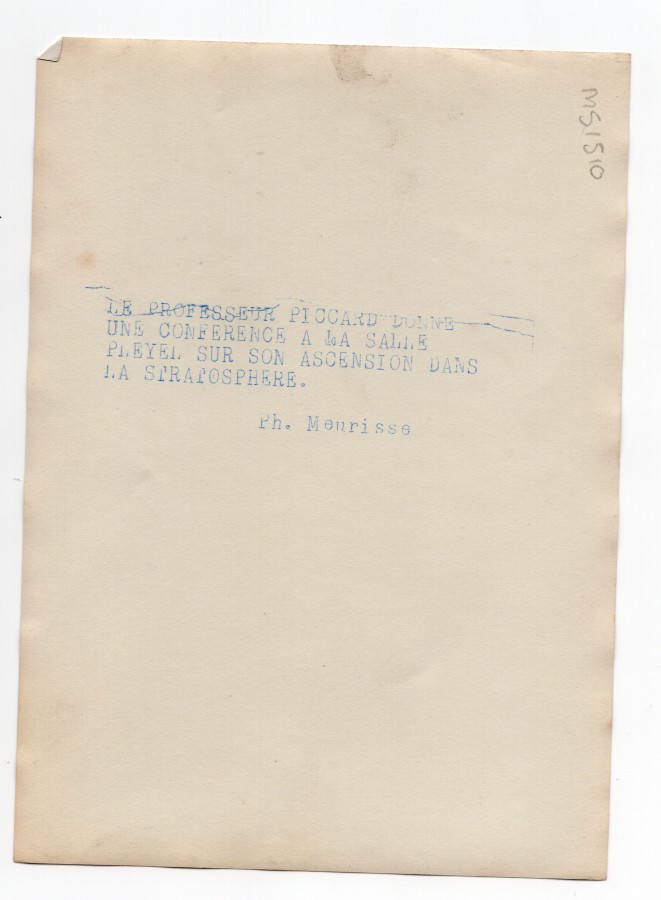 MS1510
LE PROFESSEUR PICCARD DONNE
UNE CONFERENCE A LA SALLE
PLEYEL SUR SON ASCENSION DANS
LA STRATOSPHERE.
Ph. Meurisse